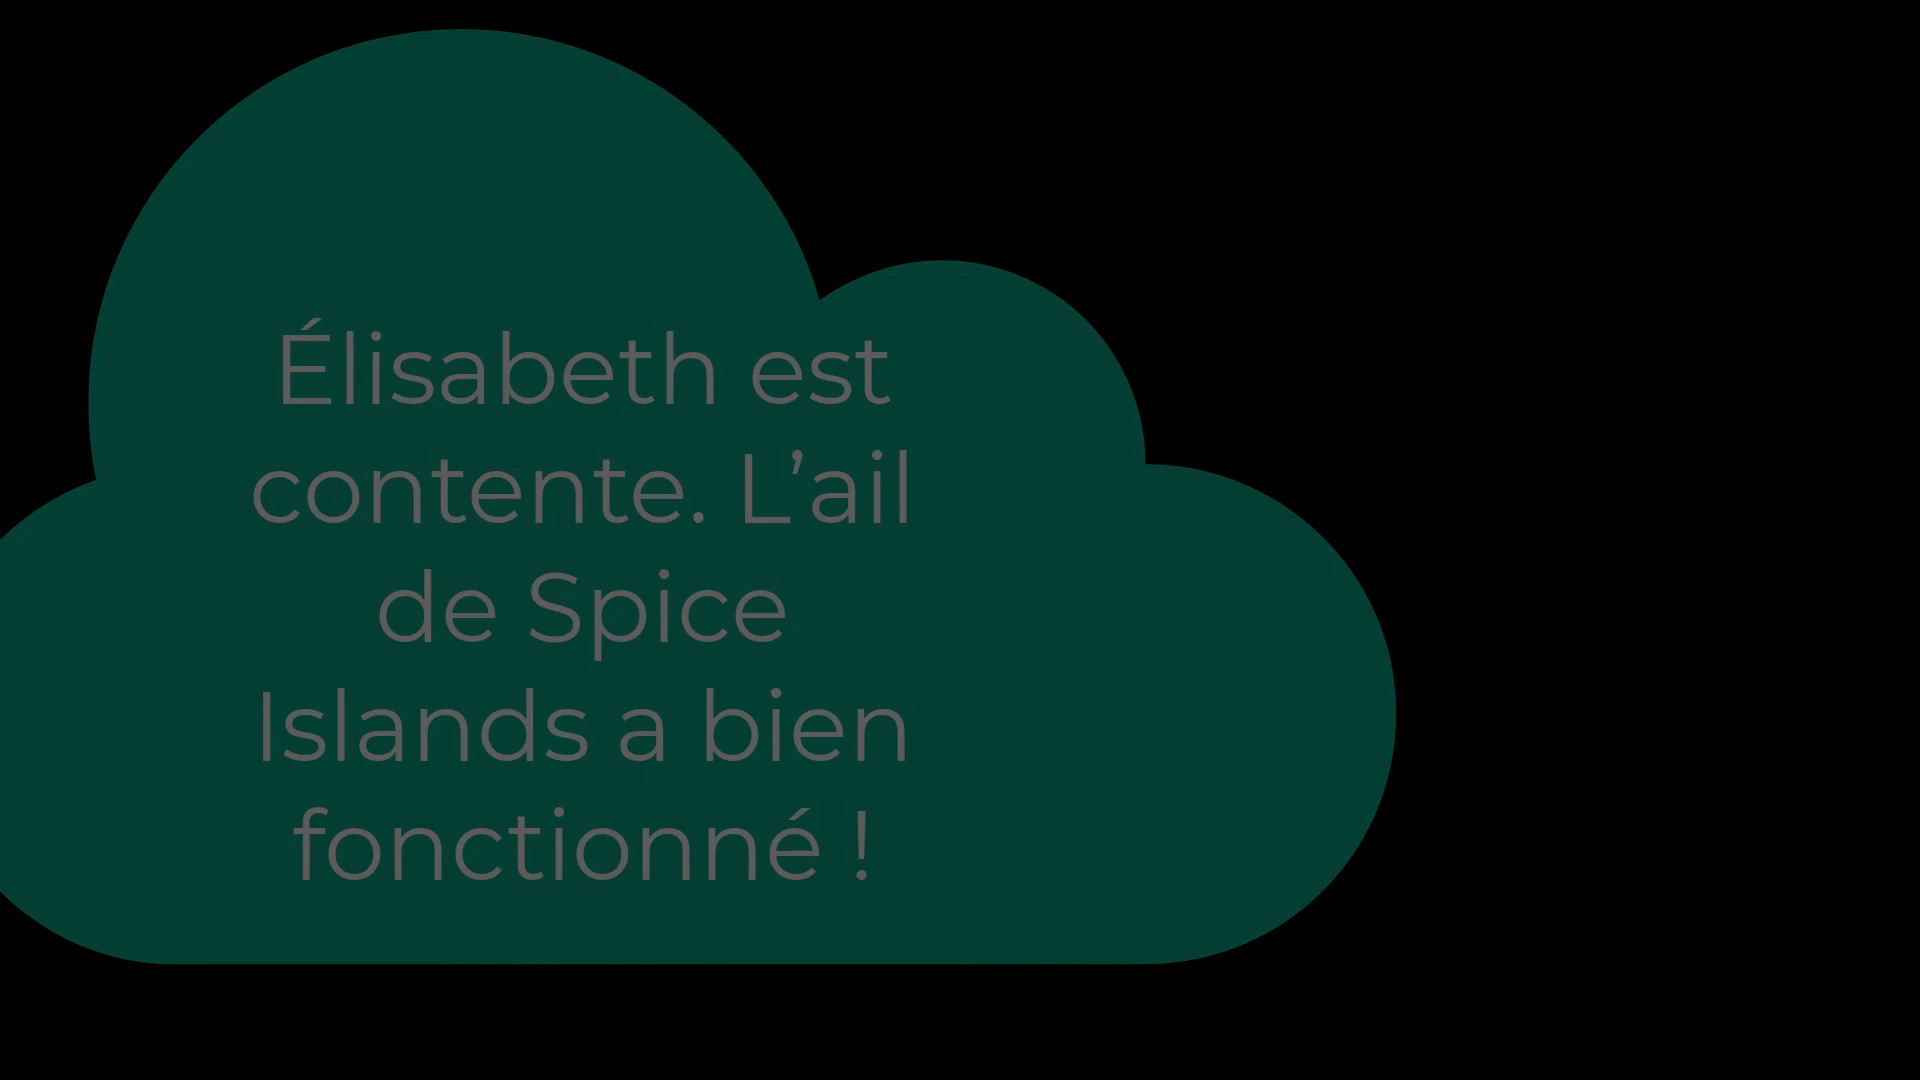 Élisabeth est
contente. L’ail
de Spice
Islands a bien
fonctionné !